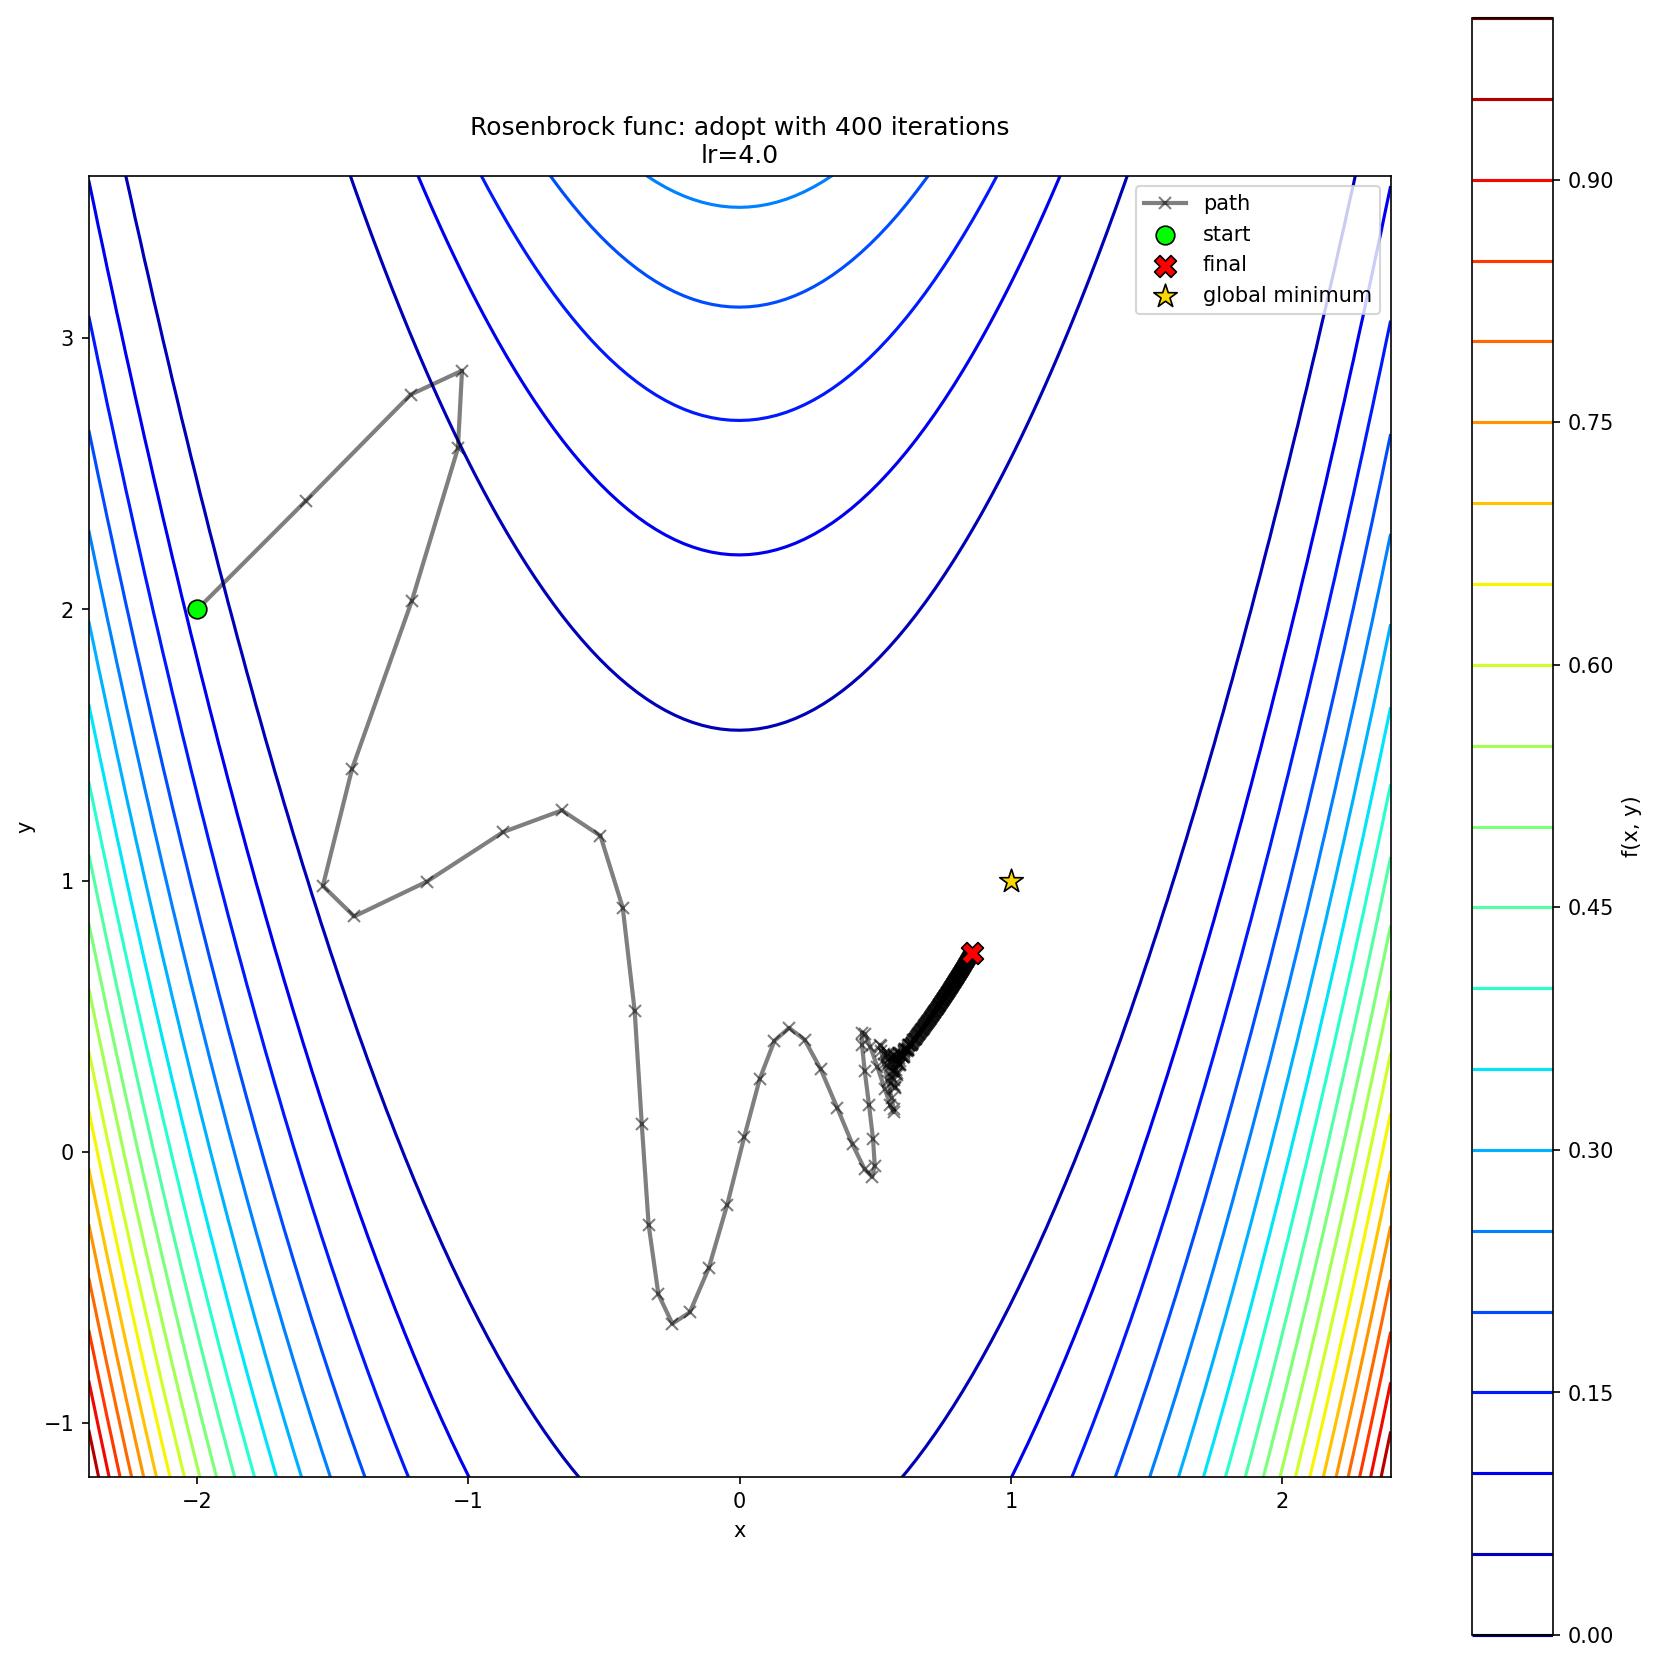 Rosenbrock func: adopt with 400 iterations
lr=4.0
path
start
final
global minimum
3
2
1
0
−1
y
−2
−1
0
1
2
x
0.90
0.75
0.60
0.45
0.30
0.15
0.00
f(x, y)